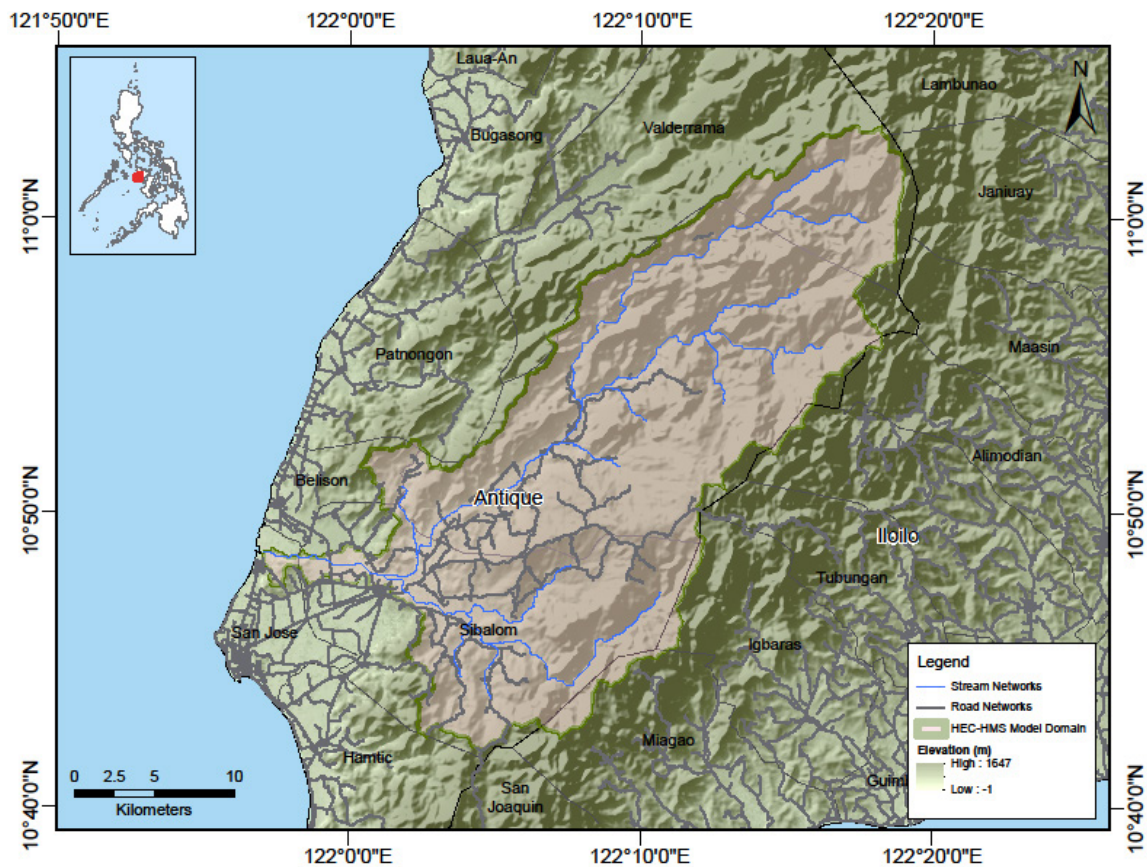 121°50'0"E
122°0'0"E
122°10'0"E
122°20'0"E
Laua-An
Lambunao
N
Bugasong
Valderrama
Janiuay
11°0'0"N
11°0'0"N
Maasin
Patnongon
Alimodian
Belison
Antique
10°50'0"N
10°50'0"N
Iloilo
Tubungan
San Jose
Sibalom
Igbaras
Legend
Stream Networks
Road Networks
HEC-HMS Model Domain
Elevation (m)
High : 1647
Low : -1
Miagao
Hamtic
San
Joaquin
0 2.5 5 10
Kilometers
10°40'0"N
10°40'0"N
122°0'0"E
122°10'0"E
122°20'0"E